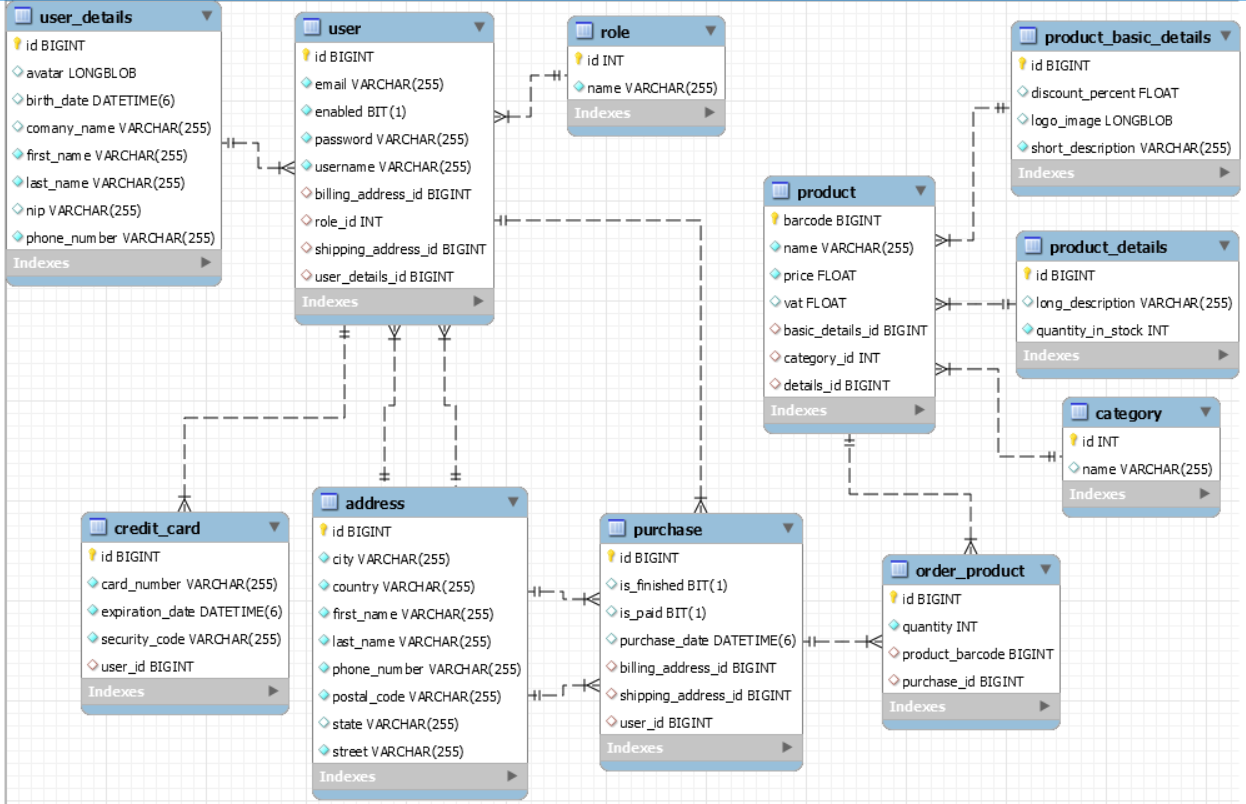 user_details
id BIGINT
avatar LONGBLOB
birth_date DATETIME(6)
comany_name VARCHAR(255)
first_name VARCHAR(255)
last_name VARCHAR(255)
nip VARCHAR(255)
phone_number VARCHAR(255)
Indexes
user
id BIGINT
email VARCHAR(255)
enabled BIT(1)
password VARCHAR(255)
username VARCHAR(255)
billing_address_id BIGINT
role_id INT
shipping_address_id BIGINT
user_details_id BIGINT
Indexes
role
id INT
name VARCHAR(255)
Indexes
product_basic_details
id BIGINT
discount_percent FLOAT
logo_image LONGBLOB
short_description VARCHAR(255)
Indexes
product
barcode BIGINT
name VARCHAR(255)
price FLOAT
vat FLOAT
basic_details_id BIGINT
category_id INT
details_id BIGINT
Indexes
product_details
id BIGINT
long_description VARCHAR(255)
quantity_in_stock INT
Indexes
category
id INT
name VARCHAR(255)
Indexes
credit_card
id BIGINT
card_number VARCHAR(255)
expiration_date DATETIME(6)
security_code VARCHAR(255)
user_id BIGINT
Indexes
address
id BIGINT
city VARCHAR(255)
country VARCHAR(255)
first_name VARCHAR(255)
last_name VARCHAR(255)
phone_number VARCHAR(255)
postal_code VARCHAR(255)
state VARCHAR(255)
street VARCHAR(255)
Indexes
purchase
id BIGINT
is_finished BIT(1)
is_paid BIT(1)
purchase_date DATETIME(6)
billing_address_id BIGINT
shipping_address_id BIGINT
user_id BIGINT
Indexes
order_product
id BIGINT
quantity INT
product_barcode BIGINT
purchase_id BIGINT
Indexes